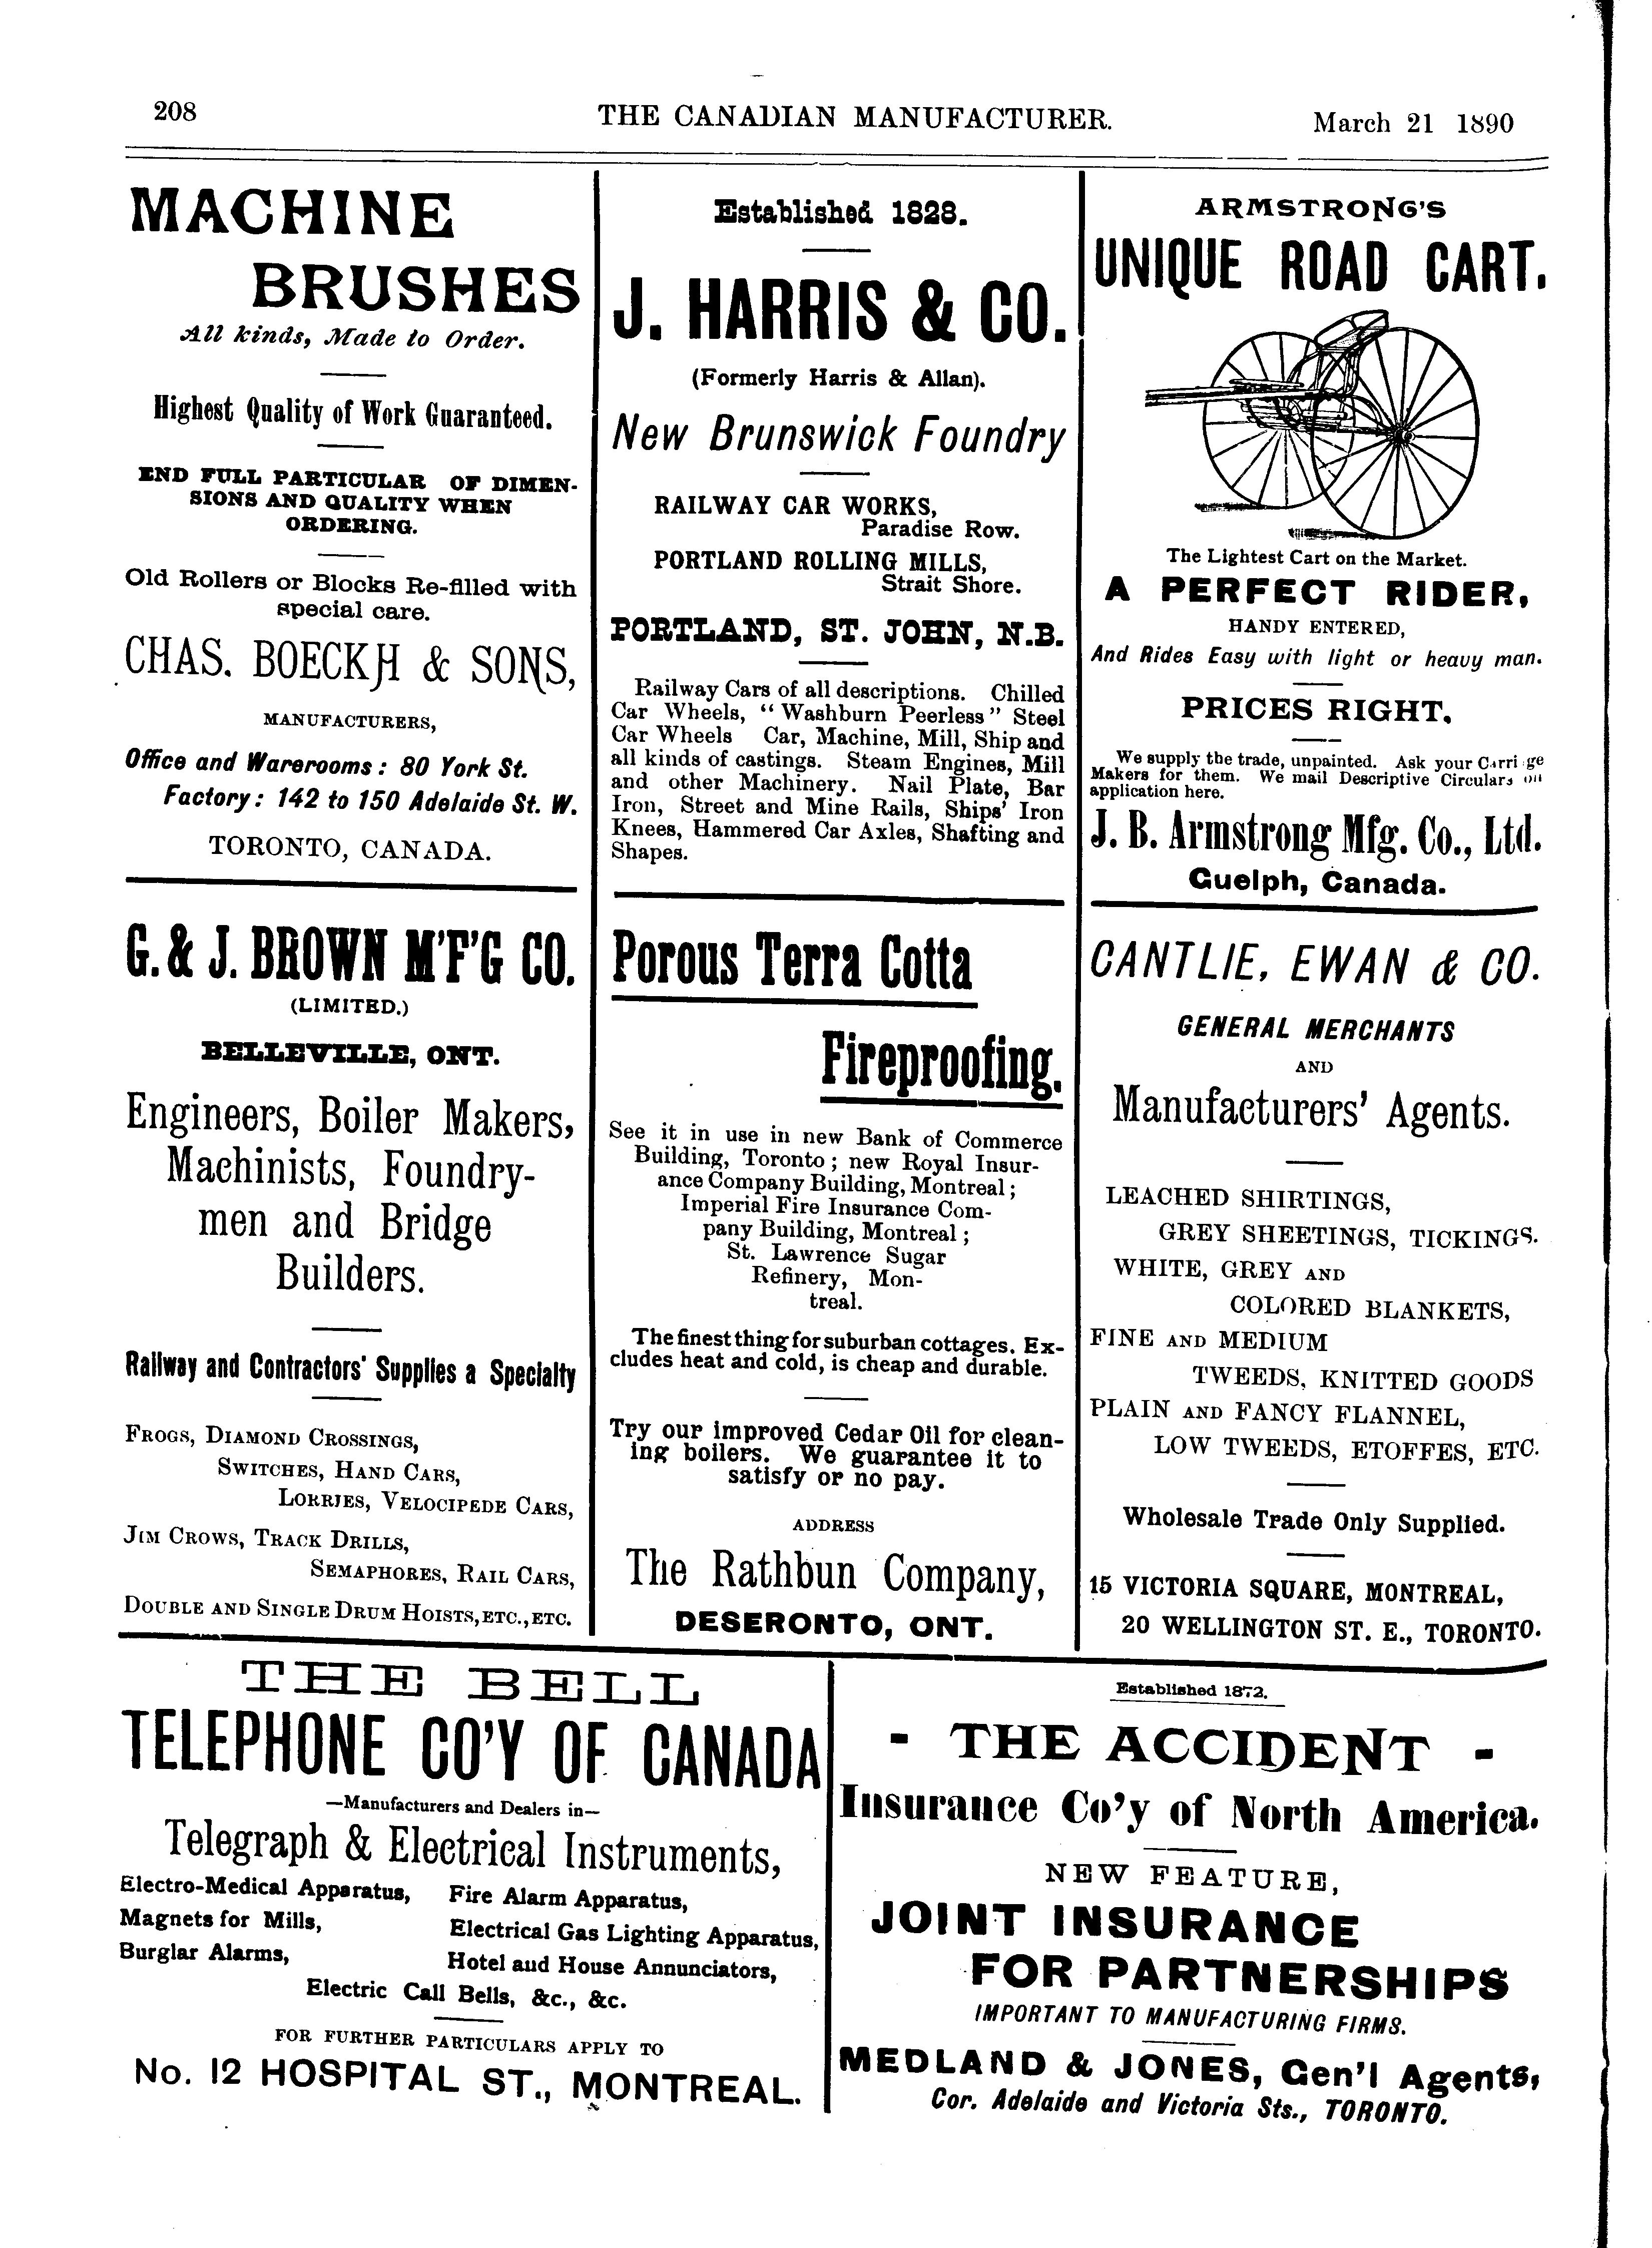 208
THE CANADIAN MANUFACTURER.
March 21 1890
MACHINE
BRUSHES
All kinds, Made to Order.
Highest Quality of Work Guaranteed.
END FULL PARTICULAR OF DIMEN-
SIONS AND QUALITY WHEN
ORDERING.
Old Rollers or Blocks Re-filled with
special care.
CHAS. BOECKH & SONS,
MANUFACTURERS,
Office and Warerooms: 80 York St.
Factory: 142 to 150 Adelaide St. W.
TORONTO, CANADA.
G. & J. BROWN M'F'G CO.
(LIMITED.)
BELLEVILLE, ONT.
Engineers, Boiler Makers,
Machinists, Foundry-
men and Bridge
Builders.
Railway and Contractors' Supplies a Specialty
FROGS, DIAMOND CROSSINGS,
SWITCHES, HAND CARS,
LORRIES, VELOCIPEDE CARS,
JIM CROWS, TRACK DRILLS,
SEMAPHORES, RAIL CARS,
DOUBLE AND SINGLE DRUM HOISTS, ETC., ETC.
Established 1828.
J. HARRIS & CO.
(Formerly Harris & Allan).
New Brunswick Foundry
RAILWAY CAR WORKS,
Paradise Row.
PORTLAND ROLLING MILLS,
Strait Shore.
PORTLAND, ST. JOHN, N.B.
Railway Cars of all descriptions. Chilled
Car Wheels, "Washburn Peerless" Steel
Car Wheels Car, Machine, Mill, Ship and
all kinds of castings. Steam Engines, Mill
and other Machinery. Nail Plate, Bar
Iron, Street and Mine Rails, Ships' Iron
Knees, Hammered Car Axles, Shafting and
Shapes.
Porous Terra Cotta
Fireproofing.
See it in use in new Bank of Commerce
Building, Toronto; new Royal Insur-
ance Company Building, Montreal;
Imperial Fire Insurance Com-
pany Building, Montreal;
St. Lawrence Sugar
Refinery, Mon-
treal.
The finest thing for suburban cottages. Ex-
cludes heat and cold, is cheap and durable.
Try our improved Cedar Oil for clean-
ing boilers. We guarantee it to
satisfy or no pay.
ADDRESS
The Rathbun Company,
DESERONTO, ONT.
ARMSTRONG'S
UNIQUE ROAD CART.
The Lightest Cart on the Market.
A PERFECT RIDER,
HANDY ENTERED,
And Rides Easy with light or heavy man.
PRICES RIGHT.
We supply the trade, unpainted. Ask your Carri ge
Makers for them. We mail Descriptive Circulars on
application here.
J. B. Armstrong Mfg. Co., Ltd.
Guelph, Canada.
CANTLIE, EWAN & CO.
GENERAL MERCHANTS
AND
Manufacturers' Agents.
LEACHED SHIRTINGS,
GREY SHEETINGS, TICKINGS.
WHITE, GREY AND
COLORED BLANKETS,
FINE AND MEDIUM
TWEEDS, KNITTED GOODS
PLAIN AND FANCY FLANNEL,
LOW TWEEDS, ETOFFES, ETC.
Wholesale Trade Only Supplied.
15 VICTORIA SQUARE, MONTREAL,
20 WELLINGTON ST. E., TORONTO.
THE BELL
TELEPHONE CO'Y OF CANADA
—Manufacturers and Dealers in—
Telegraph & Electrical Instruments,
Electro-Medical Apparatus, Fire Alarm Apparatus,
Magnets for Mills, Electrical Gas Lighting Apparatus,
Burglar Alarms, Hotel and House Annunciators,
Electric Call Bells, &c., &c.
FOR FURTHER PARTICULARS APPLY TO
No. 12 HOSPITAL ST., MONTREAL.
Established 1872.
- THE ACCIDENT -
Insurance Co'y of North America.
NEW FEATURE,
JOINT INSURANCE
FOR PARTNERSHIPS
IMPORTANT TO MANUFACTURING FIRMS.
MEDLAND & JONES, Gen'l Agents,
Cor. Adelaide and Victoria Sts., TORONTO.